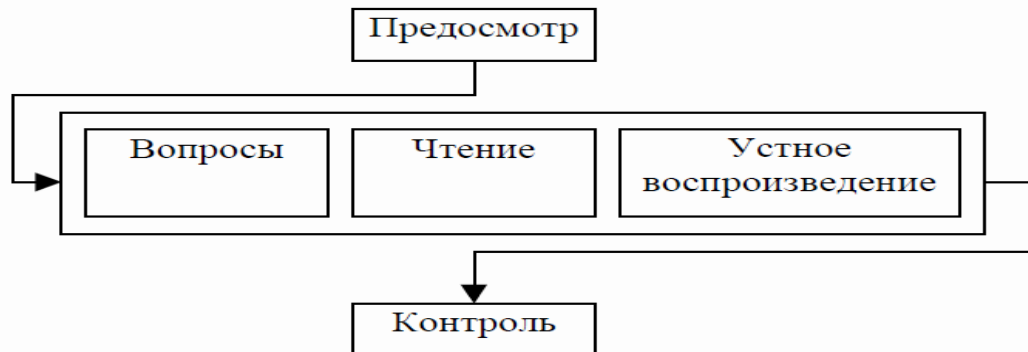 Предосмотр
Вопросы
Чтение
Устное
воспроизведение
Контроль